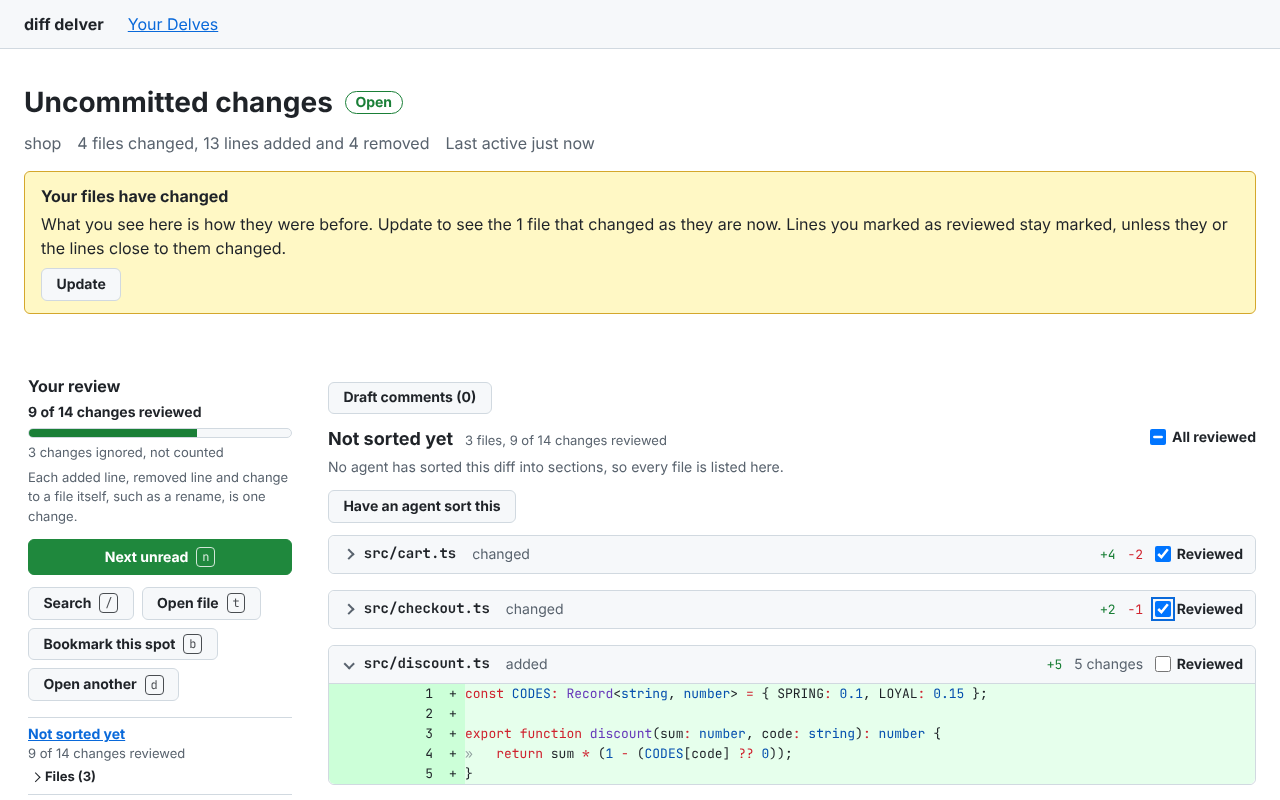 diff delver Your Delves
Uncommitted changes Open
shop 4 files changed, 13 lines added and 4 removed Last active just now
Your files have changed
What you see here is how they were before. Update to see the 1 file that changed as they are now. Lines you marked as reviewed stay marked, unless they or
the lines close to them changed.
Update
Your review
9 of 14 changes reviewed
3 changes ignored, not counted
Each added line, removed line and change
to a file itself, such as a rename, is one
change.
Next unread n
Search / Open file t
Bookmark this spot b
Open another d
Not sorted yet
9 of 14 changes reviewed
Files (3)
Draft comments (0)
Not sorted yet 3 files, 9 of 14 changes reviewed All reviewed
No agent has sorted this diff into sections, so every file is listed here.
Have an agent sort this
src/cart.ts changed +4 -2 Reviewed
src/checkout.ts changed +2 -1 Reviewed
src/discount.ts added +5 5 changes Reviewed
1 + const CODES: Record<string, number> = { SPRING: 0.1, LOYAL: 0.15 };
2 +
3 + export function discount(sum: number, code: string): number {
4 + »   return sum * (1 - (CODES[code] ?? 0));
5 + }